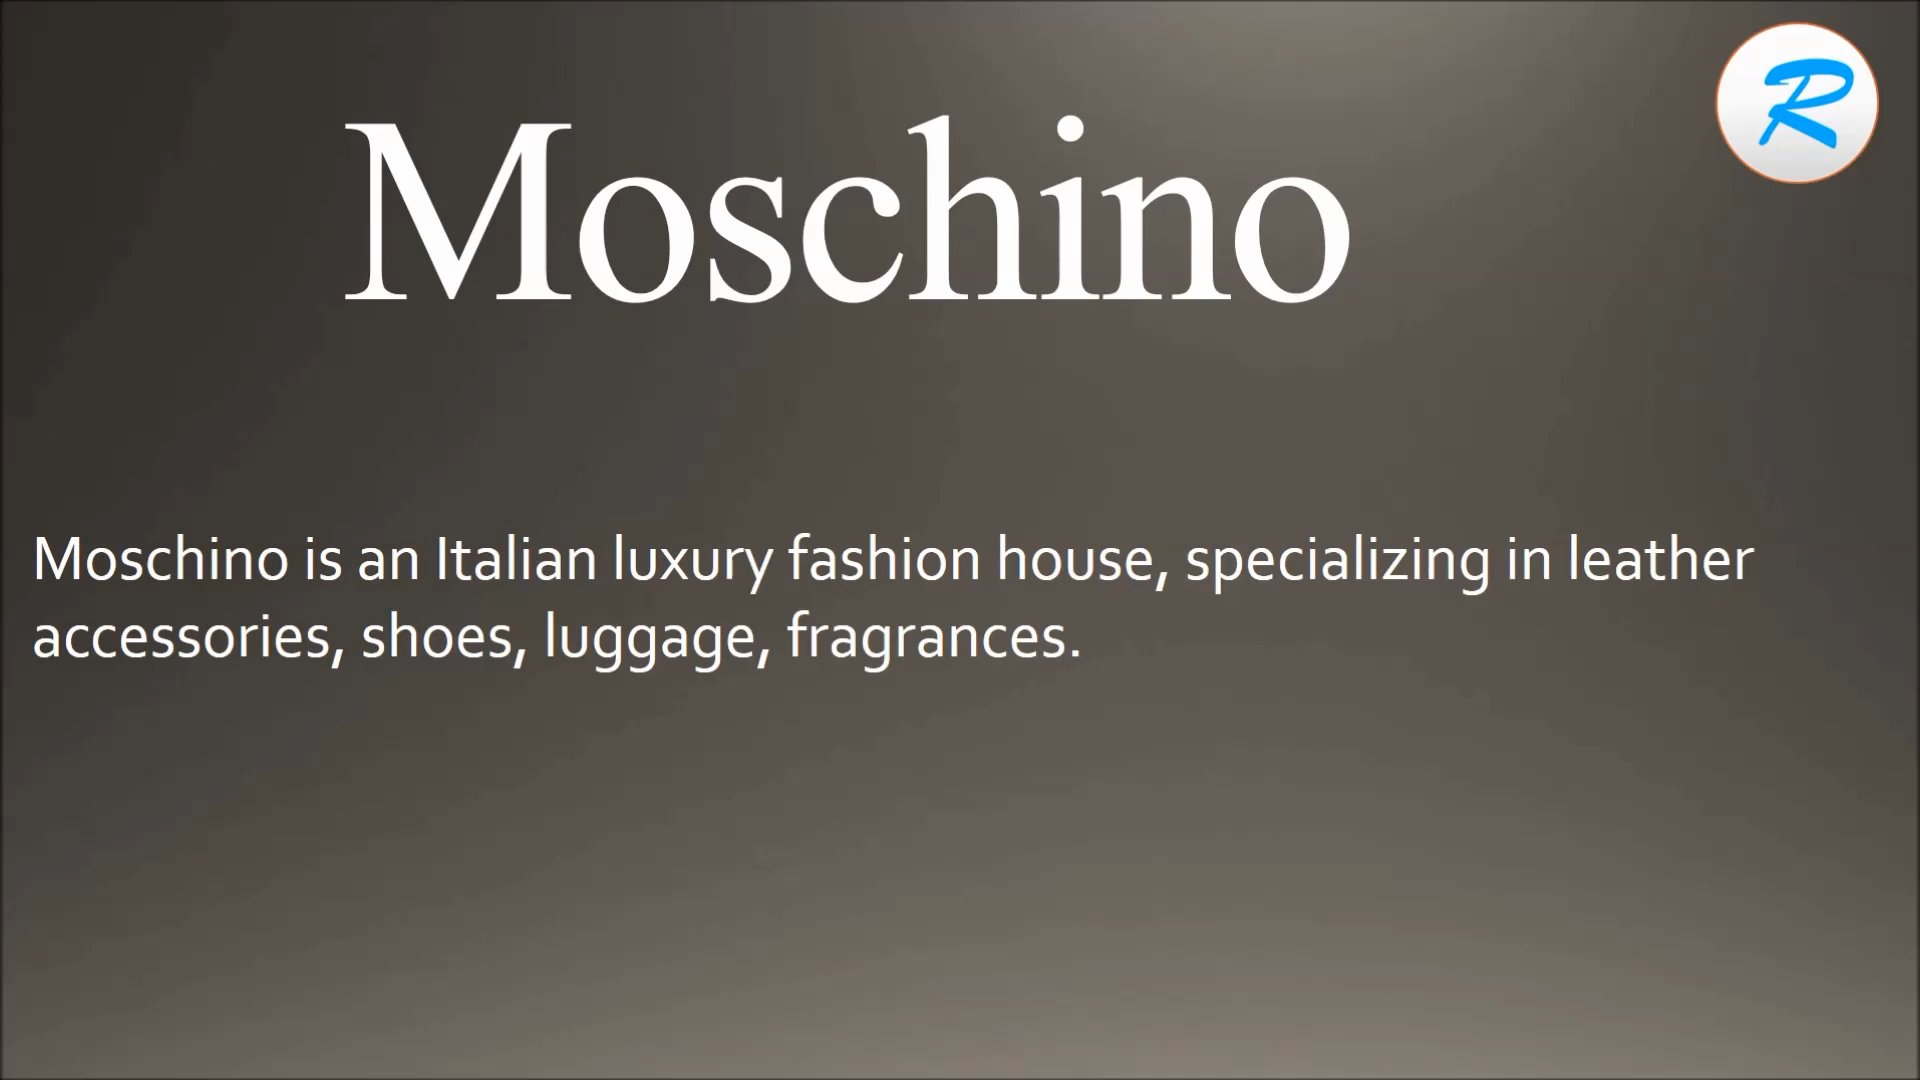 R
Moschino
Moschino is an Italian luxury fashion house, specializing in leather
accessories, shoes, luggage, fragrances.